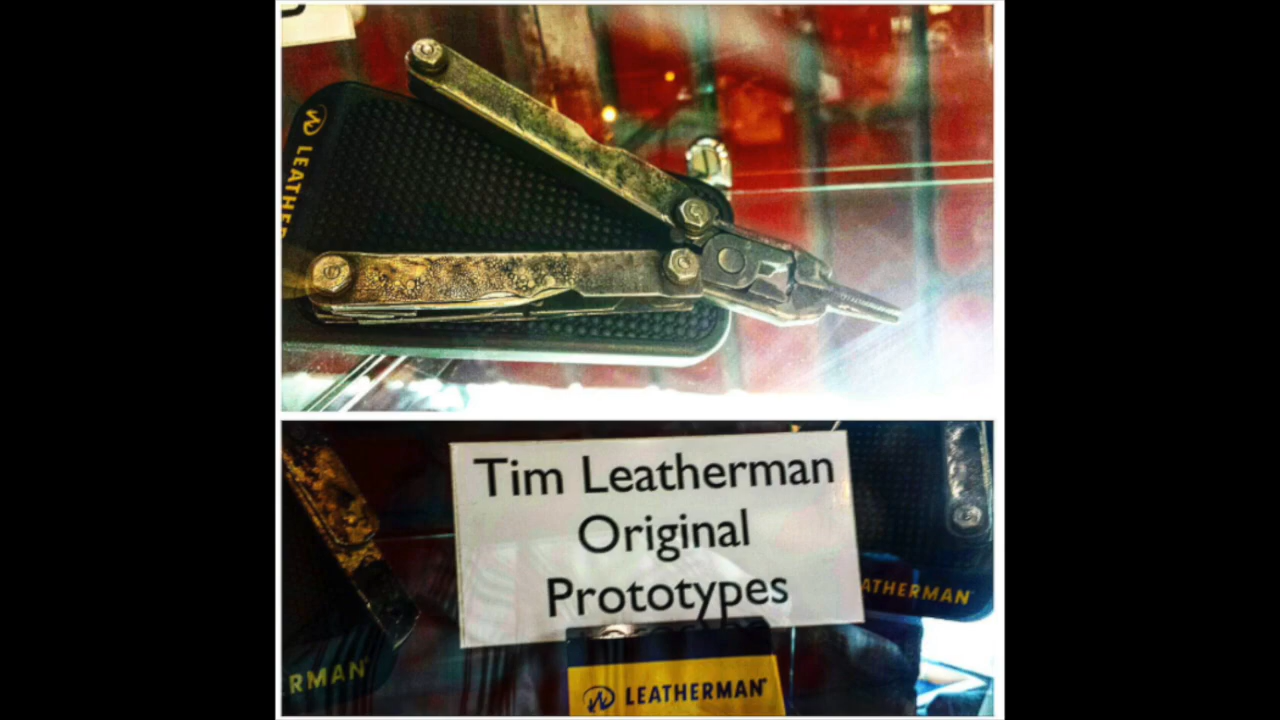 LEATHER
Tim Leatherman
Original
Prototypes
ATHERMAN
RMAN
LEATHERMAN